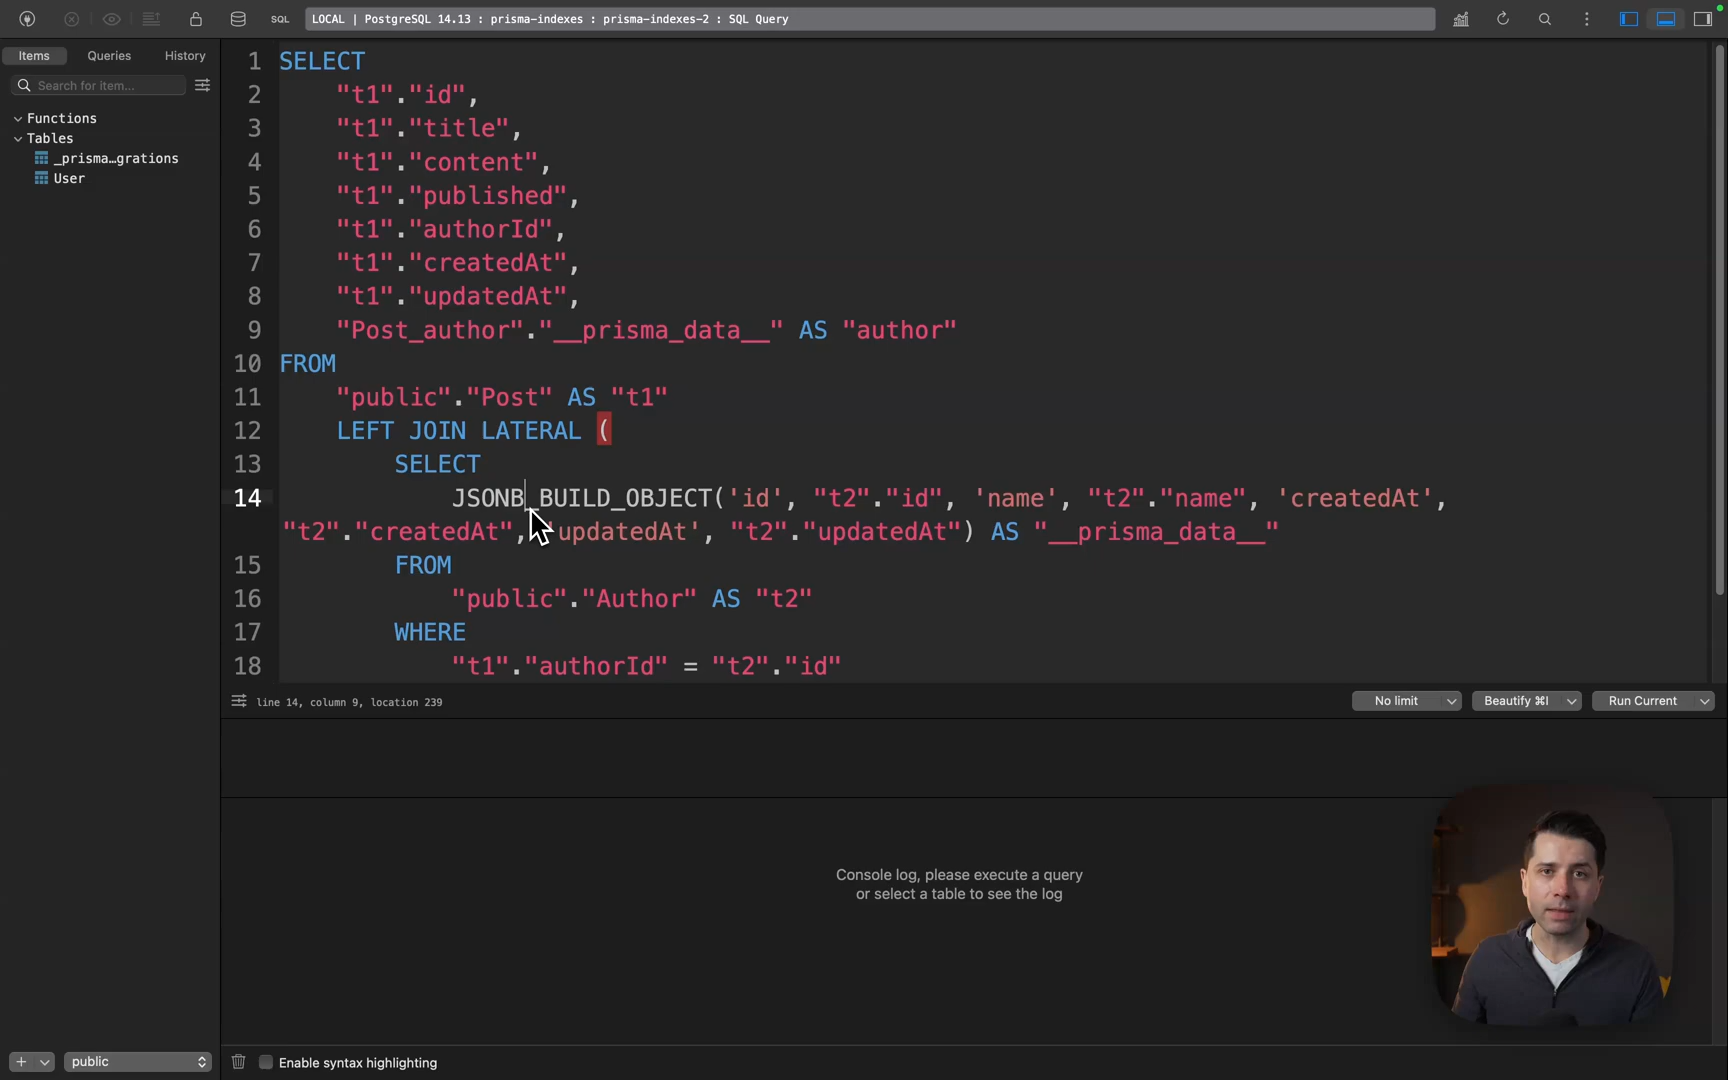 SQL
LOCAL | PostgreSQL 14.13 : prisma-indexes : prisma-indexes-2 : SQL Query
Items Queries History
Search for item...
Functions
Tables
_prisma…grations
User
1 SELECT
2 "t1"."id",
3 "t1"."title",
4 "t1"."content",
5 "t1"."published",
6 "t1"."authorId",
7 "t1"."createdAt",
8 "t1"."updatedAt",
9 "Post_author"."__prisma_data__" AS "author"
10 FROM
11 "public"."Post" AS "t1"
12 LEFT JOIN LATERAL (
13 SELECT
14 JSONB_BUILD_OBJECT('id', "t2"."id", 'name', "t2"."name", 'createdAt',
"t2"."createdAt", 'updatedAt', "t2"."updatedAt") AS "__prisma_data__"
15 FROM
16 "public"."Author" AS "t2"
17 WHERE
18 "t1"."authorId" = "t2"."id"
line 14, column 9, location 239
No limit Beautify ⌘I Run Current
Console log, please execute a query
or select a table to see the log
+ public
Enable syntax highlighting